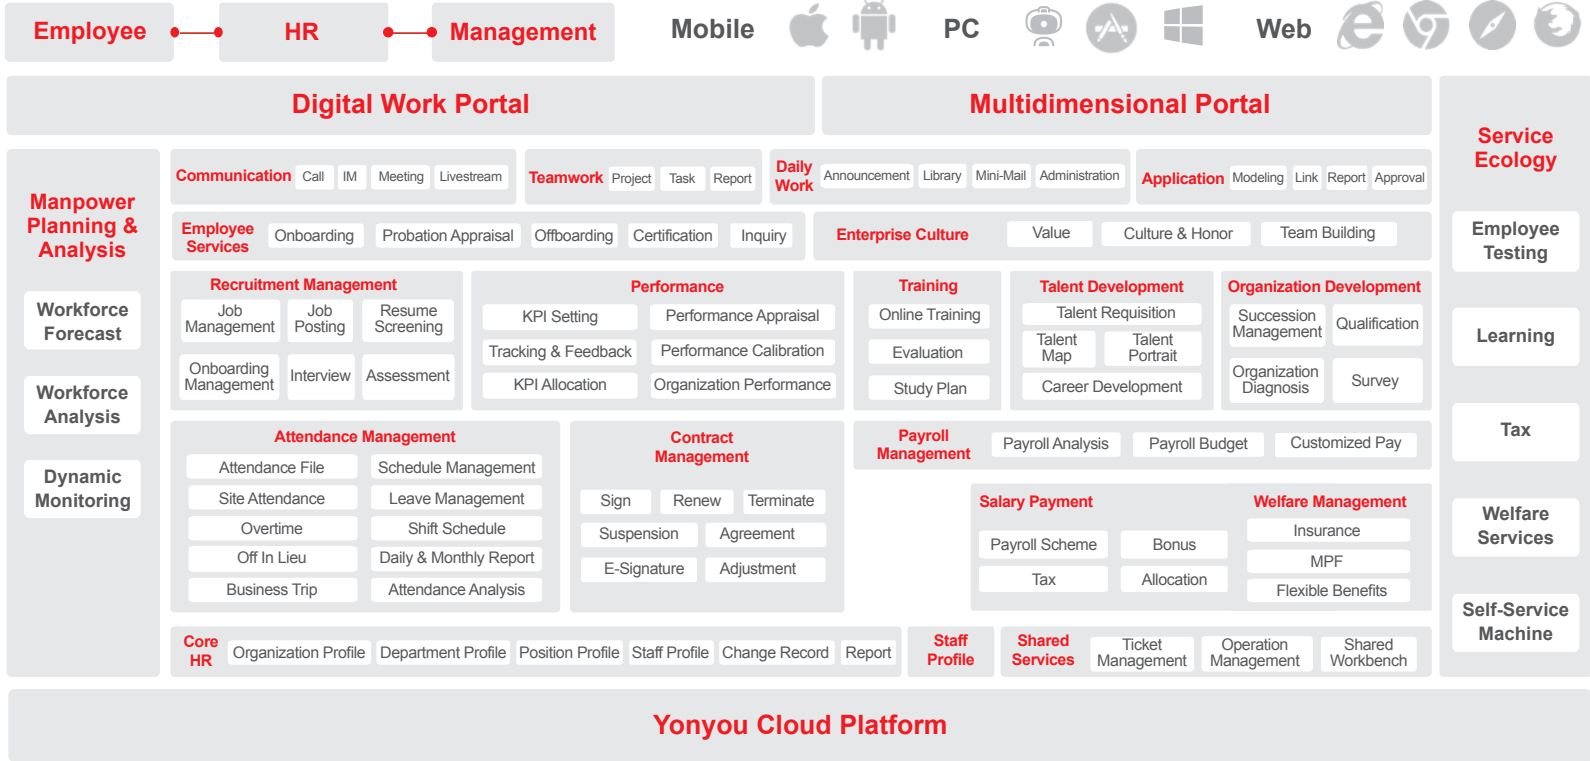 Employee
HR
Management
Mobile
PC
Web
Digital Work Portal
Multidimensional Portal
Manpower
Planning &
Analysis
Workforce
Forecast
Workforce
Analysis
Dynamic
Monitoring
Communication Call IM Meeting Livestream
Teamwork Project Task Report
Daily
Work
Announcement Library Mini-Mail Administration
Application Modeling Link Report Approval
Employee
Services
Onboarding Probation Appraisal Offboarding Certification Inquiry
Enterprise Culture Value Culture & Honor Team Building
Recruitment Management
Job
Management
Job
Posting
Resume
Screening
Onboarding
Management
Interview
Assessment
Performance
KPI Setting
Performance Appraisal
Tracking & Feedback
Performance Calibration
KPI Allocation
Organization Performance
Training
Online Training
Evaluation
Study Plan
Talent Development
Talent Requisition
Talent
Map
Talent
Portrait
Career Development
Organization Development
Succession
Management
Qualification
Organization
Diagnosis
Survey
Attendance Management
Attendance File
Schedule Management
Site Attendance
Leave Management
Overtime
Shift Schedule
Off In Lieu
Daily & Monthly Report
Business Trip
Attendance Analysis
Contract
Management
Sign
Renew
Terminate
Suspension
Agreement
E-Signature
Adjustment
Payroll
Management
Payroll Analysis
Payroll Budget
Customized Pay
Salary Payment
Payroll Scheme
Bonus
Tax
Allocation
Welfare Management
Insurance
MPF
Flexible Benefits
Core
HR
Organization Profile Department Profile Position Profile Staff Profile Change Record Report
Staff
Profile
Shared
Services
Ticket
Management
Operation
Management
Shared
Workbench
Service
Ecology
Employee
Testing
Learning
Tax
Welfare
Services
Self-Service
Machine
Yonyou Cloud Platform